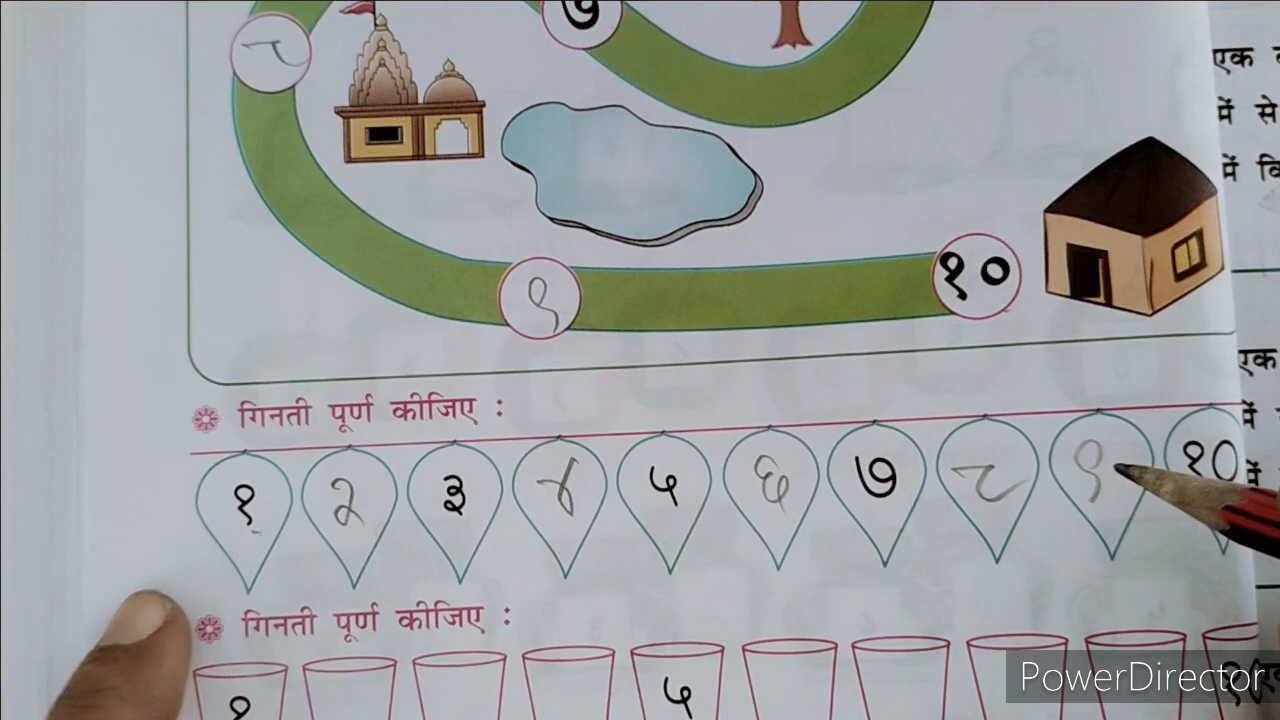 ७
८
९
१०
गिनती पूर्ण कीजिए :
१ २ ३ ४ ५ ६ ७ ८ ९ १०
गिनती पूर्ण कीजिए :
१ ५
एक
में से
में
एक
में
में
PowerDirector